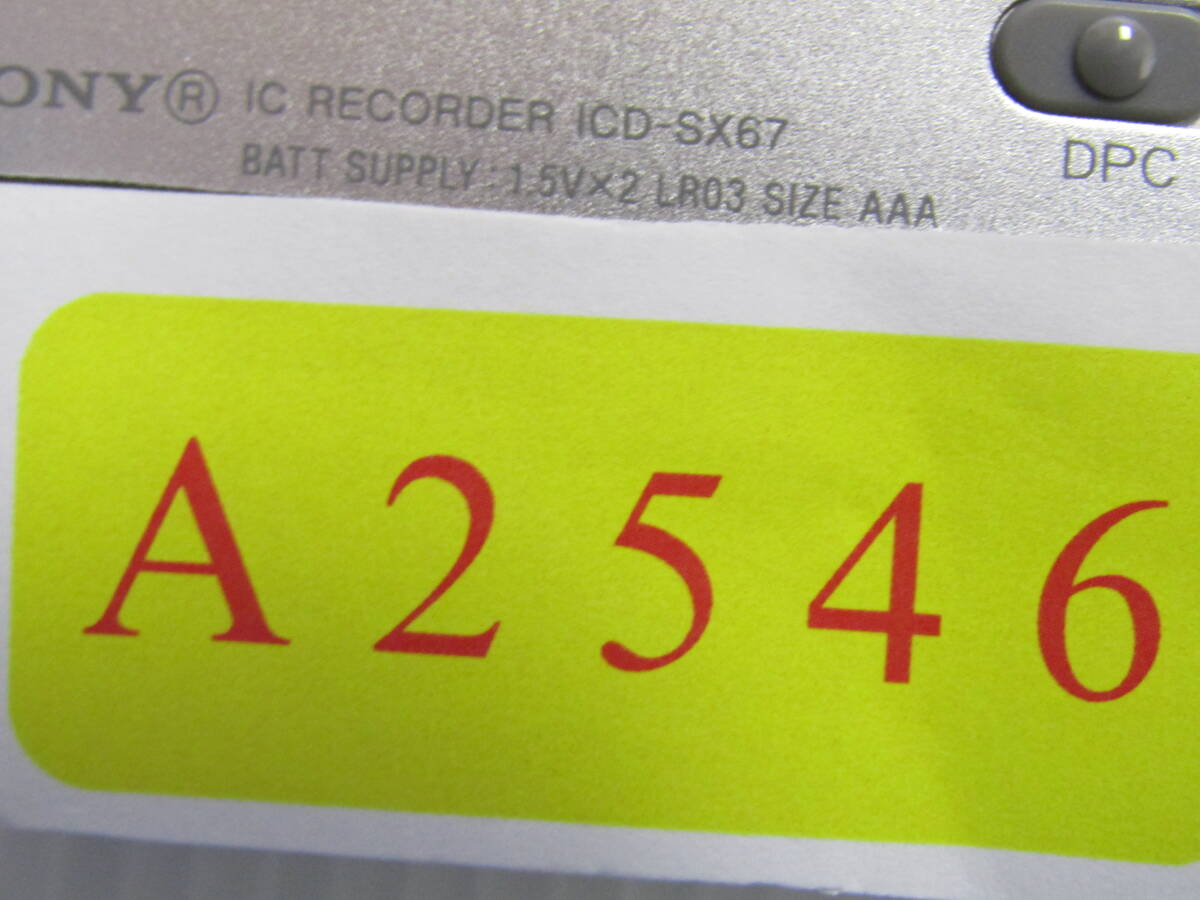 ONY® IC RECORDER ICD-SX67
BATT SUPPLY : 1.5V×2 LR03 SIZE AAA
DPC
A2546